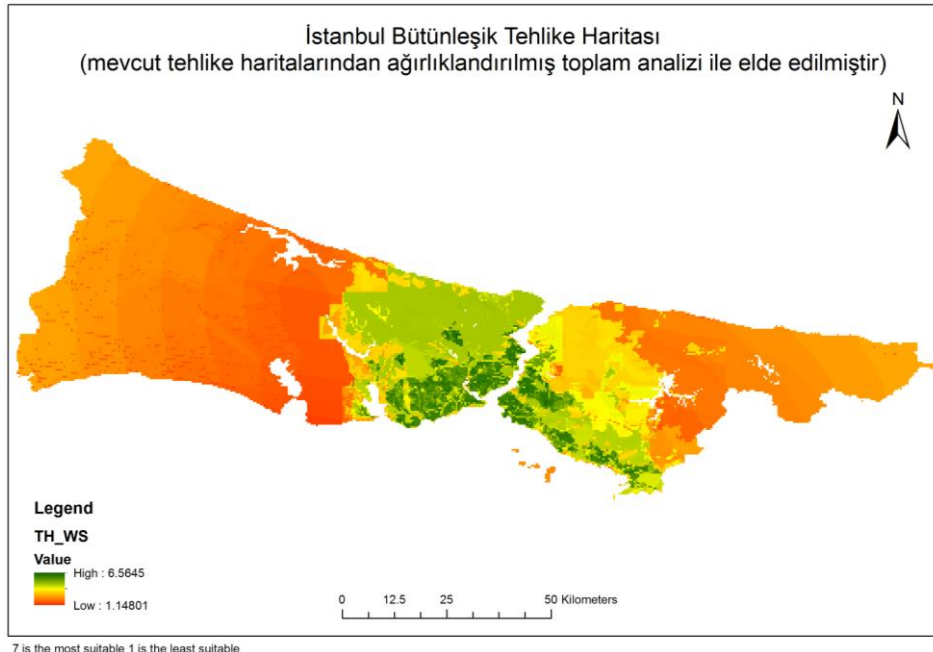 İstanbul Bütünleşik Tehlike Haritası
(mevcut tehlike haritalarından ağırlıklandırılmış toplam analizi ile elde edilmiştir)
N
Legend
TH_WS
Value
High : 6.5645
Low : 1.14801
0 12.5 25 50 Kilometers
7 is the most suitable 1 is the least suitable